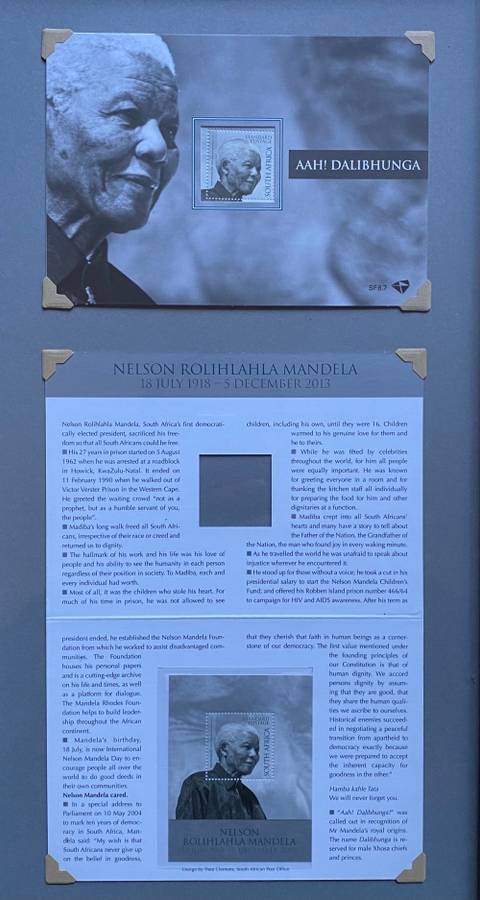 STANDARD
POSTAGE
SOUTH AFRICA
AAH! DALIBHUNGA
SF8.7
NELSON ROLIHLAHLA MANDELA
18 JULY 1918 – 5 DECEMBER 2013
Nelson Rolihlahla Mandela, South Africa's first democrati-
cally elected president, sacrificed his free-
dom so that all South Africans could be free.
■ His 27 years in prison started on 5 August
1962 when he was arrested at a roadblock
in Howick, KwaZulu-Natal. It ended on
11 February 1990 when he walked out of
Victor Verster Prison in the Western Cape.
He greeted the waiting crowd "not as a
prophet, but as a humble servant of you,
the people".
■ Madiba's long walk freed all South Afri-
cans, irrespective of their race or creed and
returned us to dignity.
■ The hallmark of his work and his life was his love of
people and his ability to see the humanity in each person
regardless of their position in society. To Madiba, each and
every individual had worth.
■ Most of all, it was the children who stole his heart. For
much of his time in prison, he was not allowed to see
children, including his own, until they were 16. Children
warmed to his genuine love for them and
he to theirs.
■ While he was fêted by celebrities
throughout the world, for him all people
were equally important. He was known
for greeting everyone in a room and for
thanking the kitchen staff all individually
for preparing the food for him and other
dignitaries at a function.
■ Madiba crept into all South Africans'
hearts and many have a story to tell about
the Father of the Nation, the Grandfather of
the Nation, the man who found joy in every waking minute.
■ As he travelled the world he was unafraid to speak about
injustice wherever he encountered it.
■ He stood up for those without a voice; he took a cut in his
presidential salary to start the Nelson Mandela Children's
Fund; and offered his Robben Island prison number 466/64
to campaign for HIV and AIDS awareness. After his term as
president ended, he established the Nelson Mandela Foun-
dation from which he worked to assist disadvantaged com-
munities. The Foundation
houses his personal papers
and is a cutting-edge archive
on his life and times, as well
as a platform for dialogue.
The Mandela Rhodes Foun-
dation helps to build leader-
ship throughout the African
continent.
■ Mandela's birthday,
18 July, is now International
Nelson Mandela Day to en-
courage people all over the
world to do good deeds in
their own communities.
Nelson Mandela cared.
■ In a special address to
Parliament on 10 May 2004
to mark ten years of democ-
racy in South Africa, Man-
dela said: "My wish is that
South Africans never give up
on the belief in goodness,
that they cherish that faith in human beings as a corner-
stone of our democracy. The first value mentioned under
the founding principles of
our Constitution is that of
human dignity. We accord
persons dignity by assum-
ing that they are good, that
they share the human quali-
ties we ascribe to ourselves.
Historical enemies succeed-
ed in negotiating a peaceful
transition from apartheid to
democracy exactly because
we were prepared to accept
the inherent capacity for
goodness in the other."
Hamba kahle Tata
We will never forget you.
■ "Aah! Dalibhunga!" was
called out in recognition of
Mr Mandela's royal origins.
The name Dalibhunga is re-
served for male Xhosa chiefs
and princes.
STANDARD
POSTAGE
SOUTH AFRICA
NELSON
ROLIHLAHLA MANDELA
Design by Thea Clemons, South African Post Office